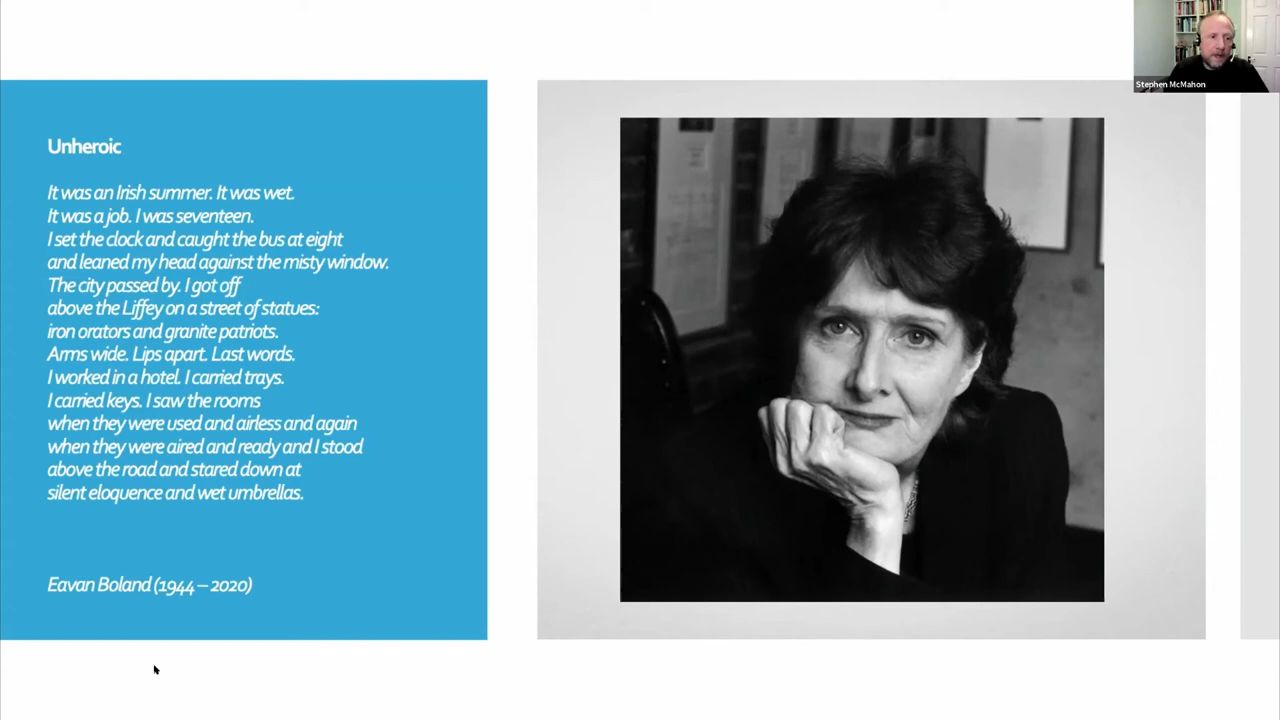 Stephen McMahon
Unheroic
It was an Irish summer. It was wet.
It was a job. I was seventeen.
I set the clock and caught the bus at eight
and leaned my head against the misty window.
The city passed by. I got off
above the Liffey on a street of statues:
iron orators and granite patriots.
Arms wide. Lips apart. Last words.
I worked in a hotel. I carried trays.
I carried keys. I saw the rooms
when they were used and airless and again
when they were aired and ready and I stood
above the road and stared down at
silent eloquence and wet umbrellas.
Eavan Boland (1944 – 2020)